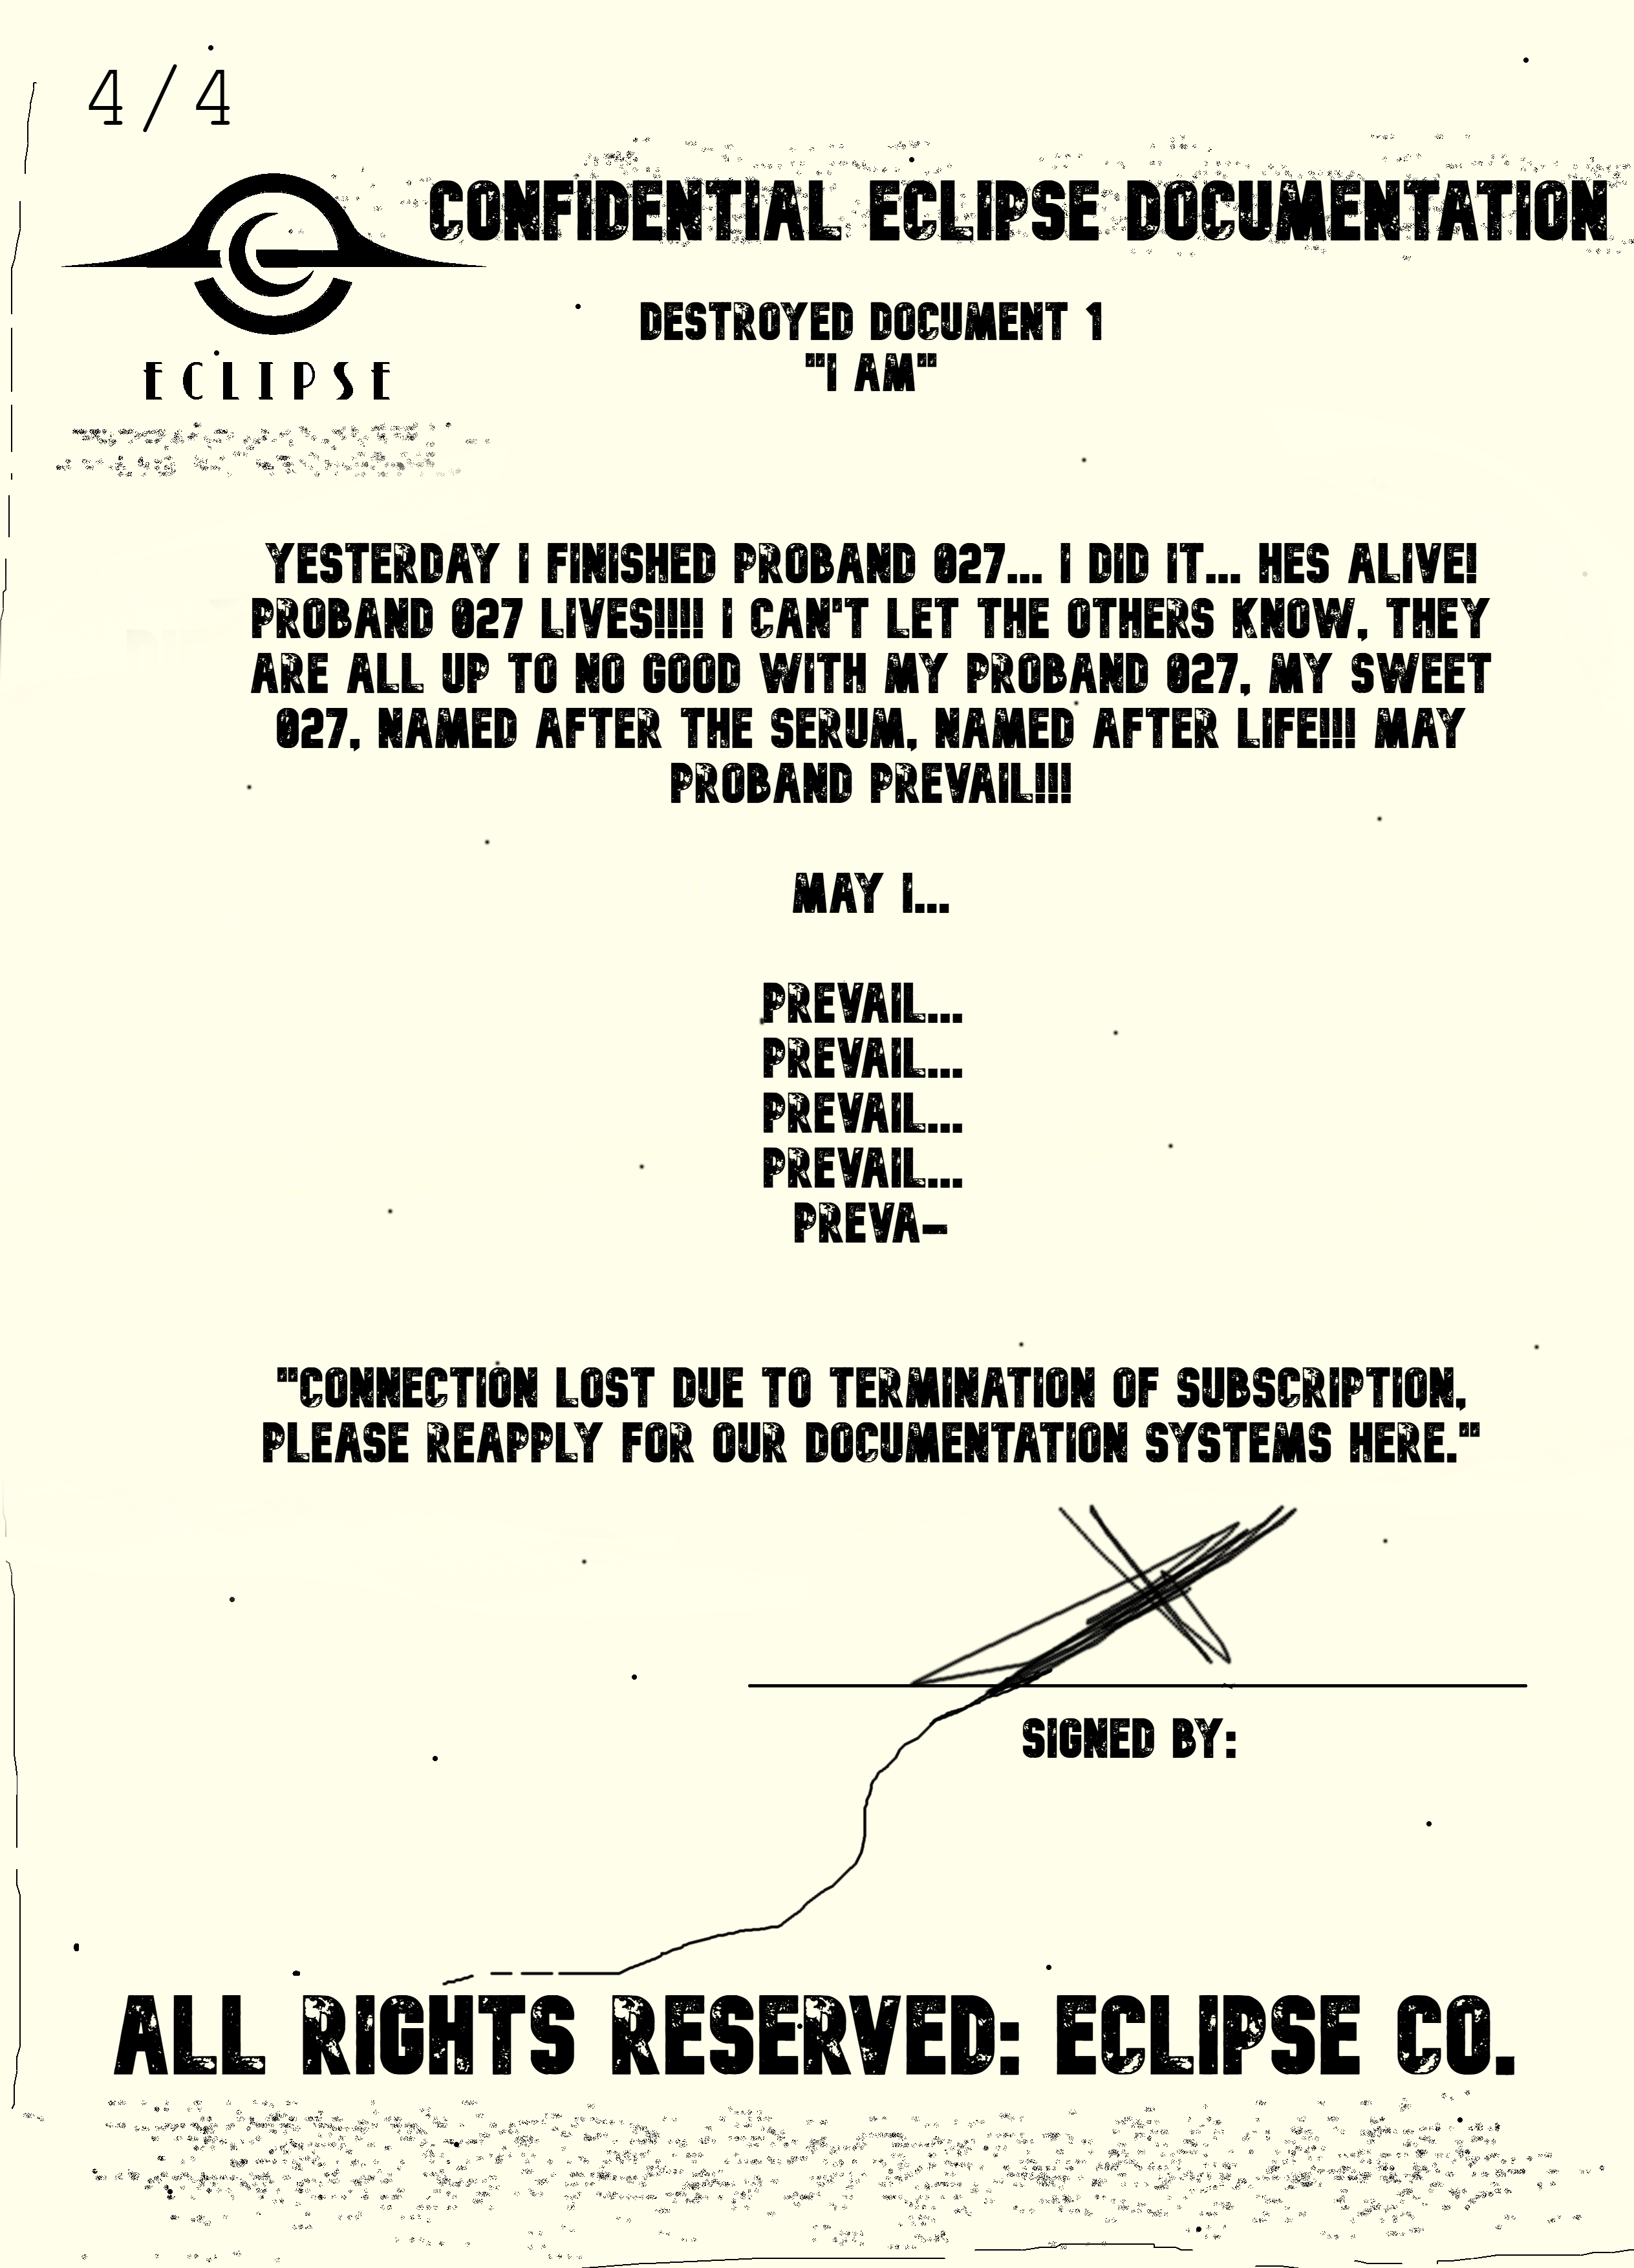 4/4
CONFIDENTIAL ECLIPSE DOCUMENTATION
ECLIPSE
DESTROYED DOCUMENT 1
"I AM"
YESTERDAY I FINISHED PROBAND 027... I DID IT... HES ALIVE!
PROBAND 027 LIVES!!!! I CAN'T LET THE OTHERS KNOW, THEY
ARE ALL UP TO NO GOOD WITH MY PROBAND 027, MY SWEET
027, NAMED AFTER THE SERUM, NAMED AFTER LIFE!!! MAY
PROBAND PREVAIL!!!
MAY I...
PREVAIL...
PREVAIL...
PREVAIL...
PREVAIL...
PREVA-
"CONNECTION LOST DUE TO TERMINATION OF SUBSCRIPTION,
PLEASE REAPPLY FOR OUR DOCUMENTATION SYSTEMS HERE."
SIGNED BY:
ALL RIGHTS RESERVED: ECLIPSE CO.